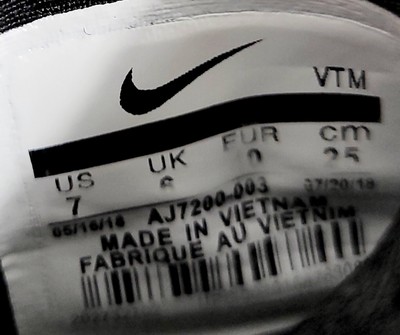 VTM
US UK EUR cm
7 6 25
05/16/18 AJ7200-003 07/20/18
MADE IN VIETNAM
FABRIQUE AU VIETNIM